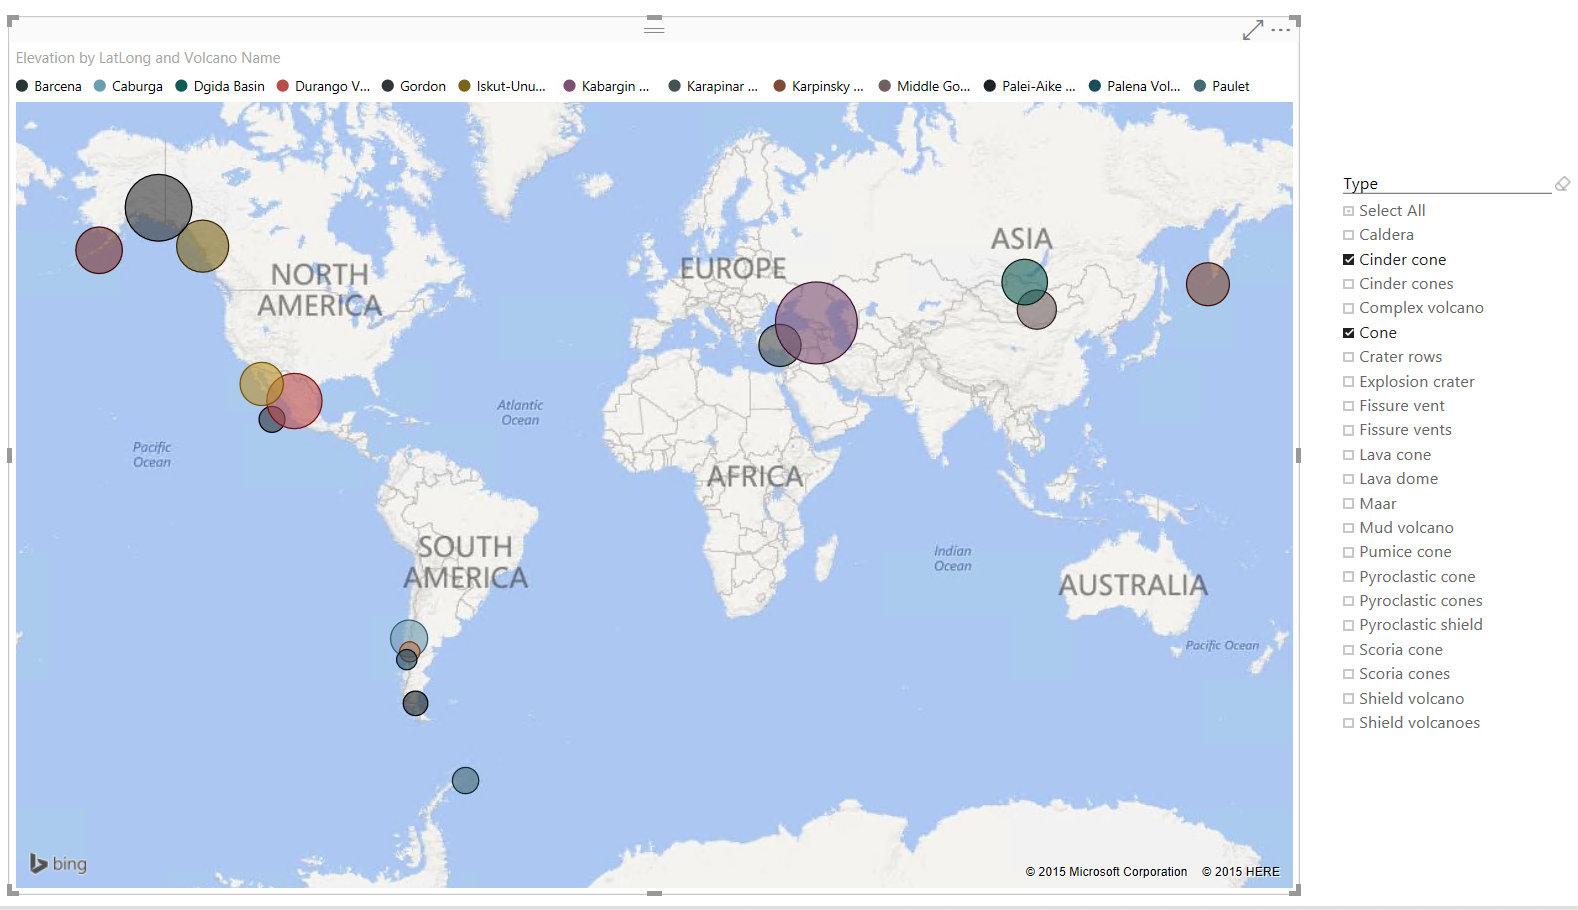 Elevation by LatLong and Volcano Name
Barcena Caburga Dgida Basin Durango V... Gordon Iskut-Unu... Kabargin ... Karapinar ... Karpinsky ... Middle Go... Palei-Aike ... Palena Vol... Paulet
NORTH
AMERICA
EUROPE
ASIA
Atlantic
Ocean
Pacific
Ocean
AFRICA
SOUTH
AMERICA
Indian
Ocean
AUSTRALIA
Pacific Ocean
bing
© 2015 Microsoft Corporation © 2015 HERE
Type
Select All
Caldera
Cinder cone
Cinder cones
Complex volcano
Cone
Crater rows
Explosion crater
Fissure vent
Fissure vents
Lava cone
Lava dome
Maar
Mud volcano
Pumice cone
Pyroclastic cone
Pyroclastic cones
Pyroclastic shield
Scoria cone
Scoria cones
Shield volcano
Shield volcanoes